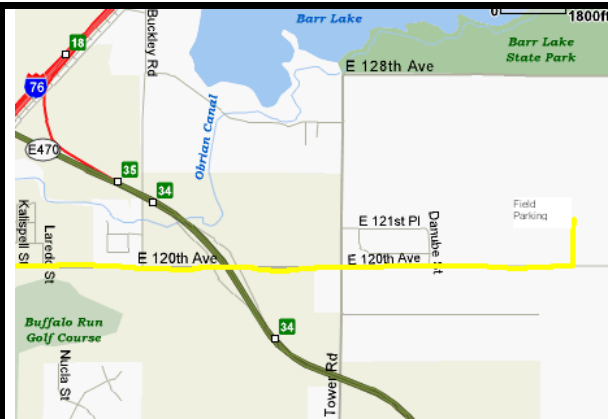 0
1800ft
Barr Lake
Barr Lake
State Park
Buckley Rd
18
76
E 128th Ave
Obrian Canal
E470
35
34
Kalispell St
Laredo St
E 121st Pl
Danube St
Field
Parking
E 120th Ave
E 120th Ave
Buffalo Run
Golf Course
34
Nucla St
Tower Rd